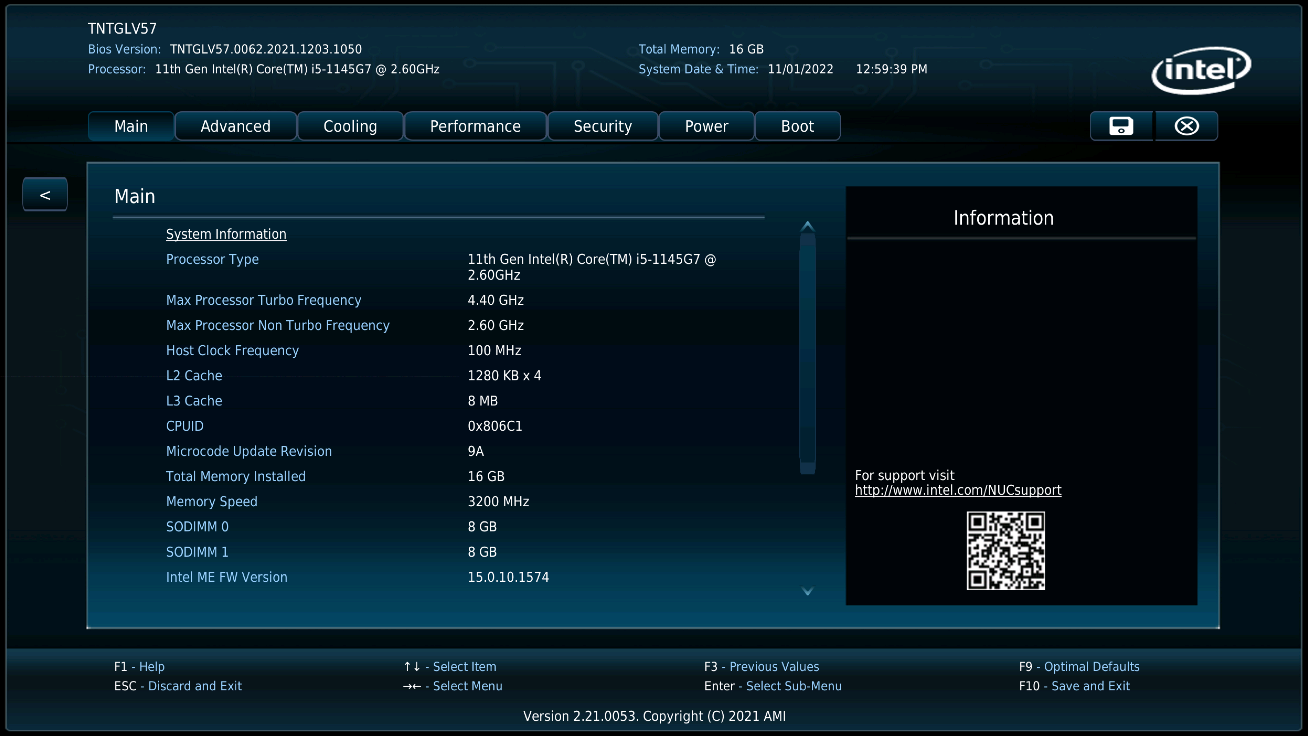 TNTGLV57
Bios Version: TNTGLV57.0062.2021.1203.1050
Total Memory: 16 GB
Processor: 11th Gen Intel(R) Core(TM) i5-1145G7 @ 2.60GHz
System Date & Time: 11/01/2022 12:59:39 PM
intel
Main Advanced Cooling Performance Security Power Boot
<
Main
System Information
Processor Type 11th Gen Intel(R) Core(TM) i5-1145G7 @
2.60GHz
Max Processor Turbo Frequency 4.40 GHz
Max Processor Non Turbo Frequency 2.60 GHz
Host Clock Frequency 100 MHz
L2 Cache 1280 KB x 4
L3 Cache 8 MB
CPUID 0x806C1
Microcode Update Revision 9A
Total Memory Installed 16 GB
Memory Speed 3200 MHz
SODIMM 0 8 GB
SODIMM 1 8 GB
Intel ME FW Version 15.0.10.1574
Information
For support visit
http://www.intel.com/NUCsupport
F1 - Help ↑↓ - Select Item F3 - Previous Values F9 - Optimal Defaults
ESC - Discard and Exit →← - Select Menu Enter - Select Sub-Menu F10 - Save and Exit
Version 2.21.0053. Copyright (C) 2021 AMI